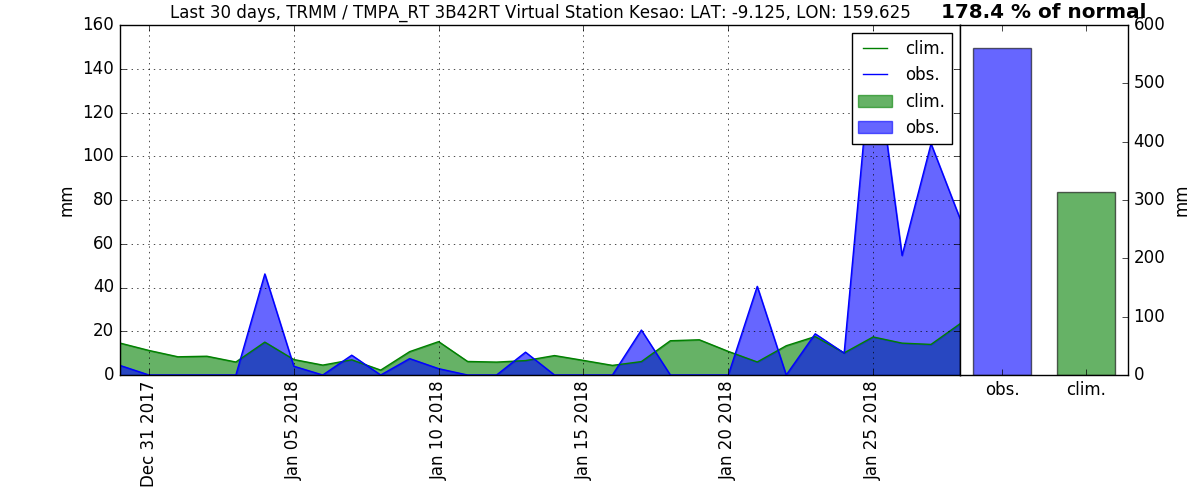 Last 30 days, TRMM / TMPA_RT 3B42RT Virtual Station Kesao: LAT: -9.125, LON: 159.625
178.4 % of normal
160
140
120
100
80
60
40
20
0
mm
clim.
obs.
clim.
obs.
Dec 31 2017
Jan 05 2018
Jan 10 2018
Jan 15 2018
Jan 20 2018
Jan 25 2018
600
500
400
300
200
100
0
mm
obs.
clim.